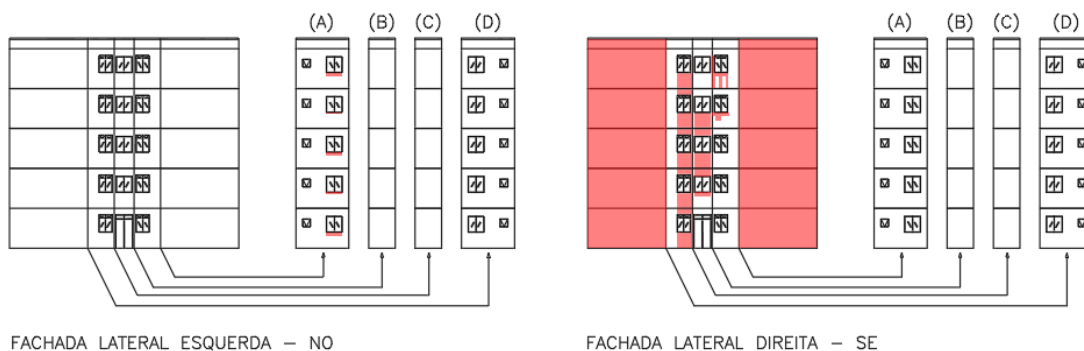 (A) (B) (C) (D) (A) (B) (C) (D)
FACHADA LATERAL ESQUERDA – NO FACHADA LATERAL DIREITA – SE